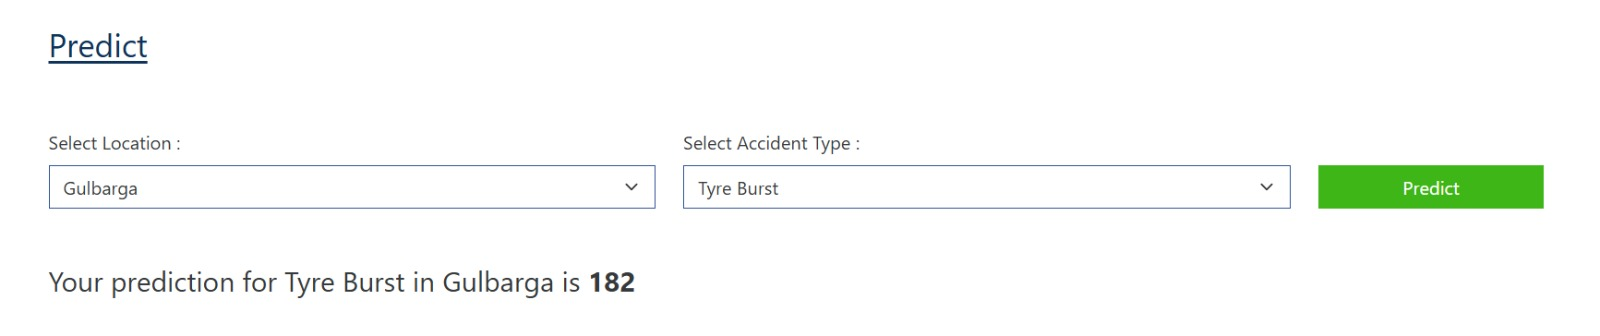 Predict
Select Location :
Select Accident Type :
Gulbarga
Tyre Burst
Predict
Your prediction for Tyre Burst in Gulbarga is 182